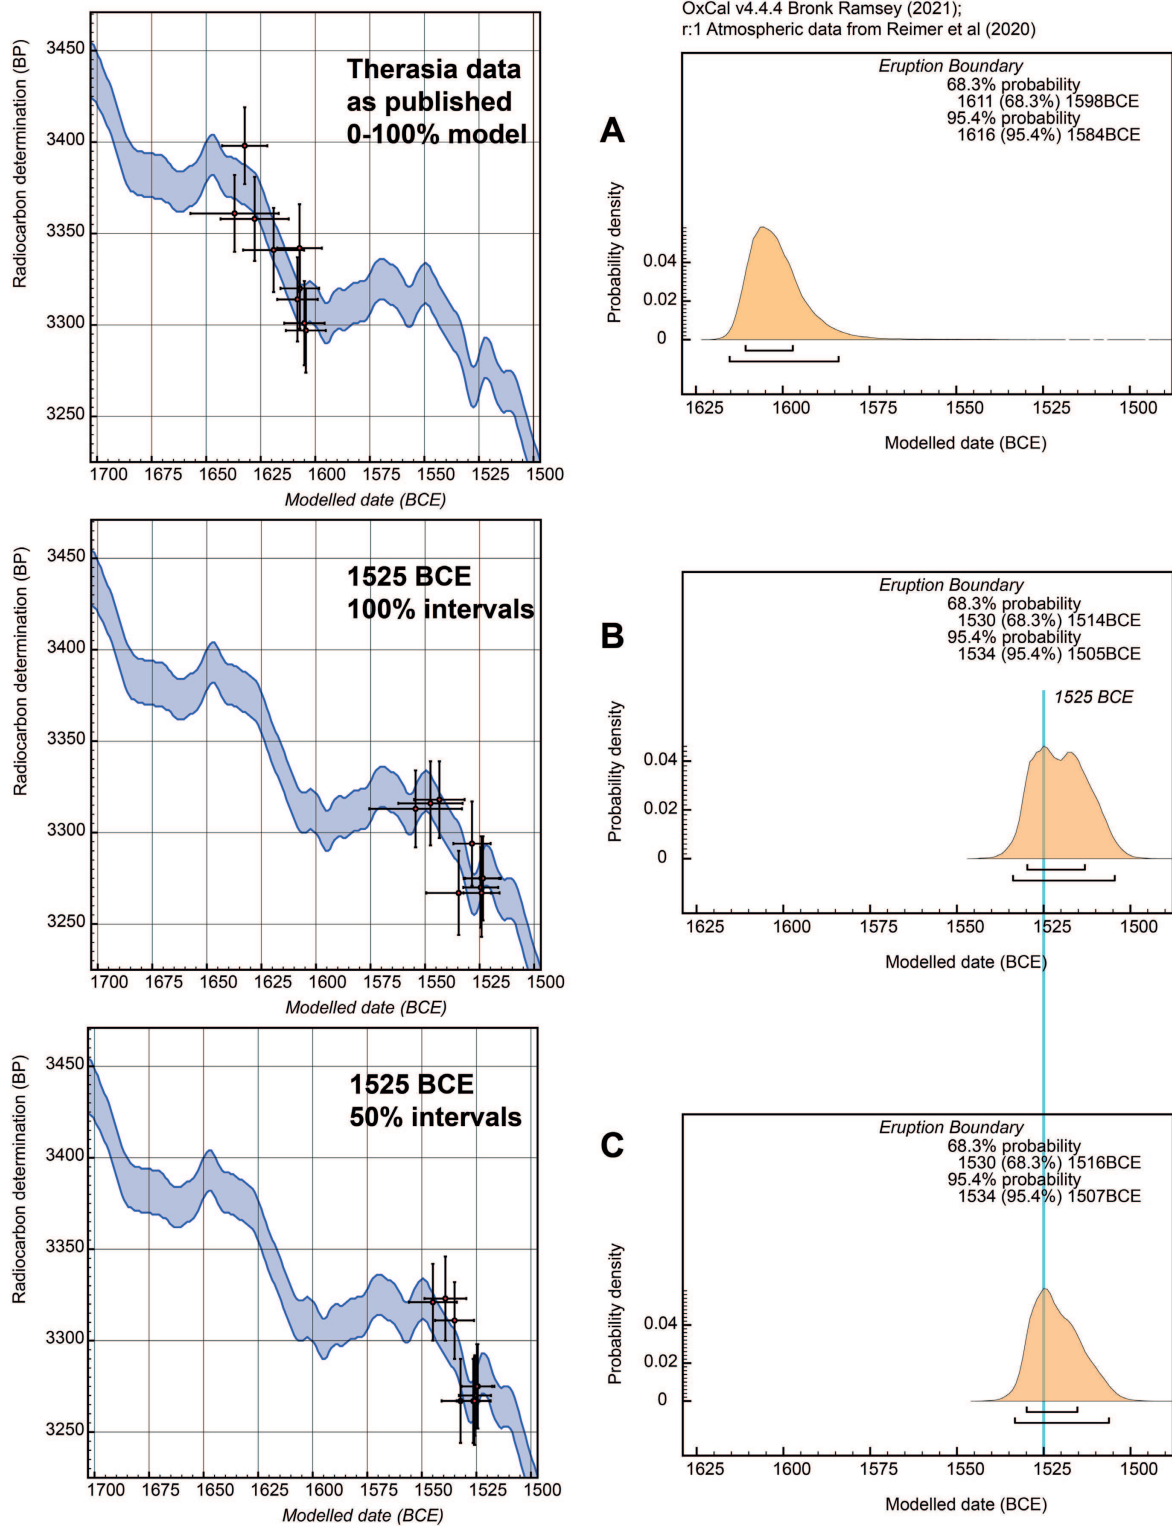 OxCal v4.4.4 Bronk Ramsey (2021);
r:1 Atmospheric data from Reimer et al (2020)
Radiocarbon determination (BP)
3450
3400
3350
3300
3250
Therasia data
as published
0-100% model
1700 1675 1650 1625 1600 1575 1550 1525 1500
Modelled date (BCE)
A
Eruption Boundary
68.3% probability
1611 (68.3%) 1598BCE
95.4% probability
1616 (95.4%) 1584BCE
Probability density
0.04
0.02
0
1625 1600 1575 1550 1525 1500
Modelled date (BCE)
Radiocarbon determination (BP)
3450
3400
3350
3300
3250
1525 BCE
100% intervals
1700 1675 1650 1625 1600 1575 1550 1525 1500
Modelled date (BCE)
B
Eruption Boundary
68.3% probability
1530 (68.3%) 1514BCE
95.4% probability
1534 (95.4%) 1505BCE
1525 BCE
Probability density
0.04
0.02
0
1625 1600 1575 1550 1525 1500
Modelled date (BCE)
Radiocarbon determination (BP)
3450
3400
3350
3300
3250
1525 BCE
50% intervals
1700 1675 1650 1625 1600 1575 1550 1525 1500
Modelled date (BCE)
C
Eruption Boundary
68.3% probability
1530 (68.3%) 1516BCE
95.4% probability
1534 (95.4%) 1507BCE
Probability density
0.04
0.02
0
1625 1600 1575 1550 1525 1500
Modelled date (BCE)